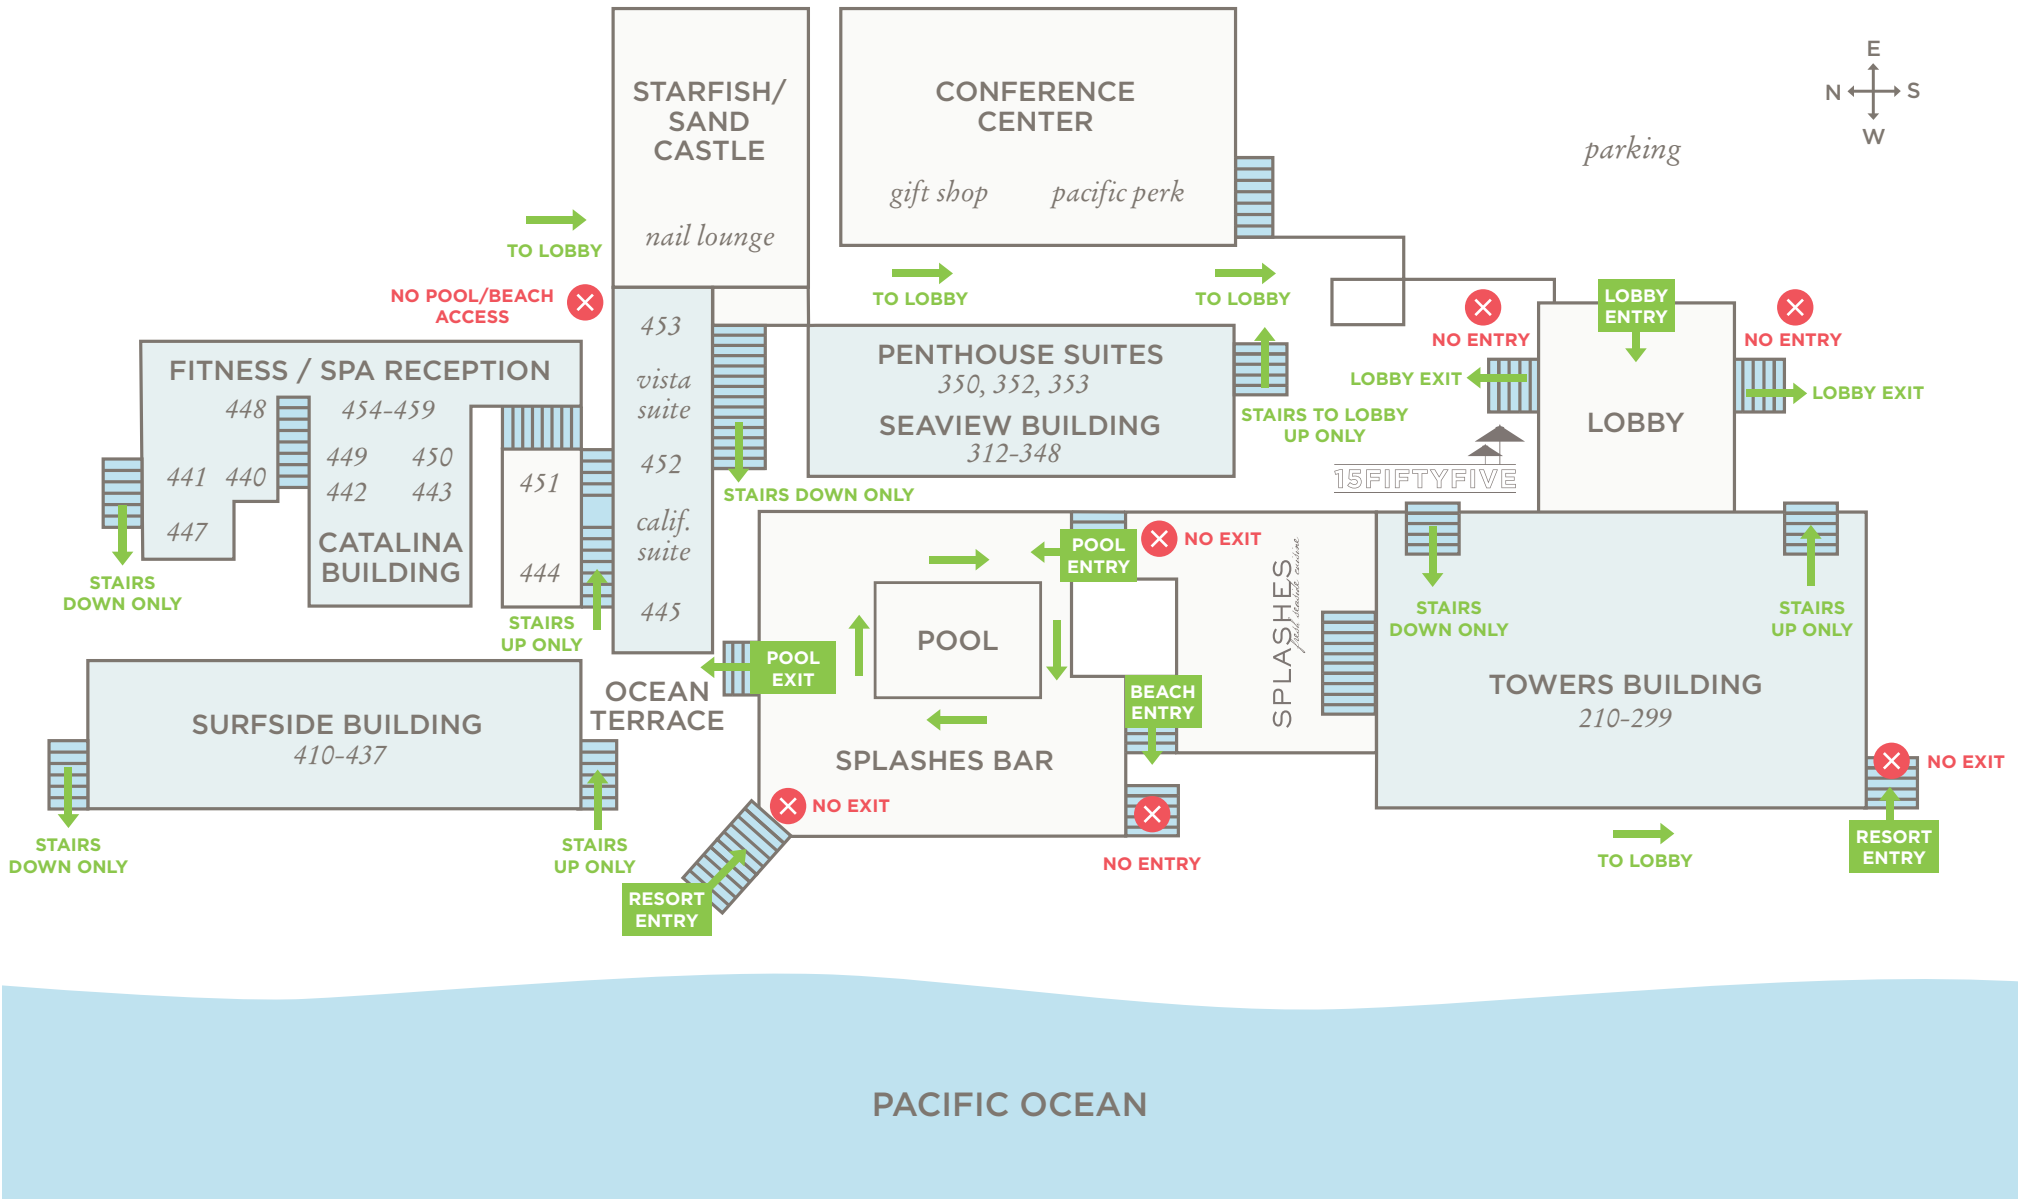 E
N S
W
parking
STARFISH/
SAND
CASTLE
nail lounge
CONFERENCE
CENTER
gift shop
pacific perk
TO LOBBY
NO POOL/BEACH
ACCESS
TO LOBBY
TO LOBBY
LOBBY
ENTRY
NO ENTRY
NO ENTRY
LOBBY EXIT
LOBBY EXIT
LOBBY
15FIFTYFIVE
FITNESS / SPA RECEPTION
448
454-459
449
450
441
440
442
443
447
CATALINA
BUILDING
451
444
STAIRS
DOWN ONLY
STAIRS
UP ONLY
453
vista
suite
452
calif.
suite
445
STAIRS DOWN ONLY
PENTHOUSE SUITES
350, 352, 353
SEAVIEW BUILDING
312-348
STAIRS TO LOBBY
UP ONLY
POOL
ENTRY
NO EXIT
POOL
POOL
EXIT
BEACH
ENTRY
SPLASHES
fresh seaside cuisine
SPLASHES BAR
NO EXIT
NO ENTRY
RESORT
ENTRY
OCEAN
TERRACE
SURFSIDE BUILDING
410-437
STAIRS
DOWN ONLY
STAIRS
UP ONLY
STAIRS
DOWN ONLY
STAIRS
UP ONLY
TOWERS BUILDING
210-299
NO EXIT
RESORT
ENTRY
TO LOBBY
PACIFIC OCEAN